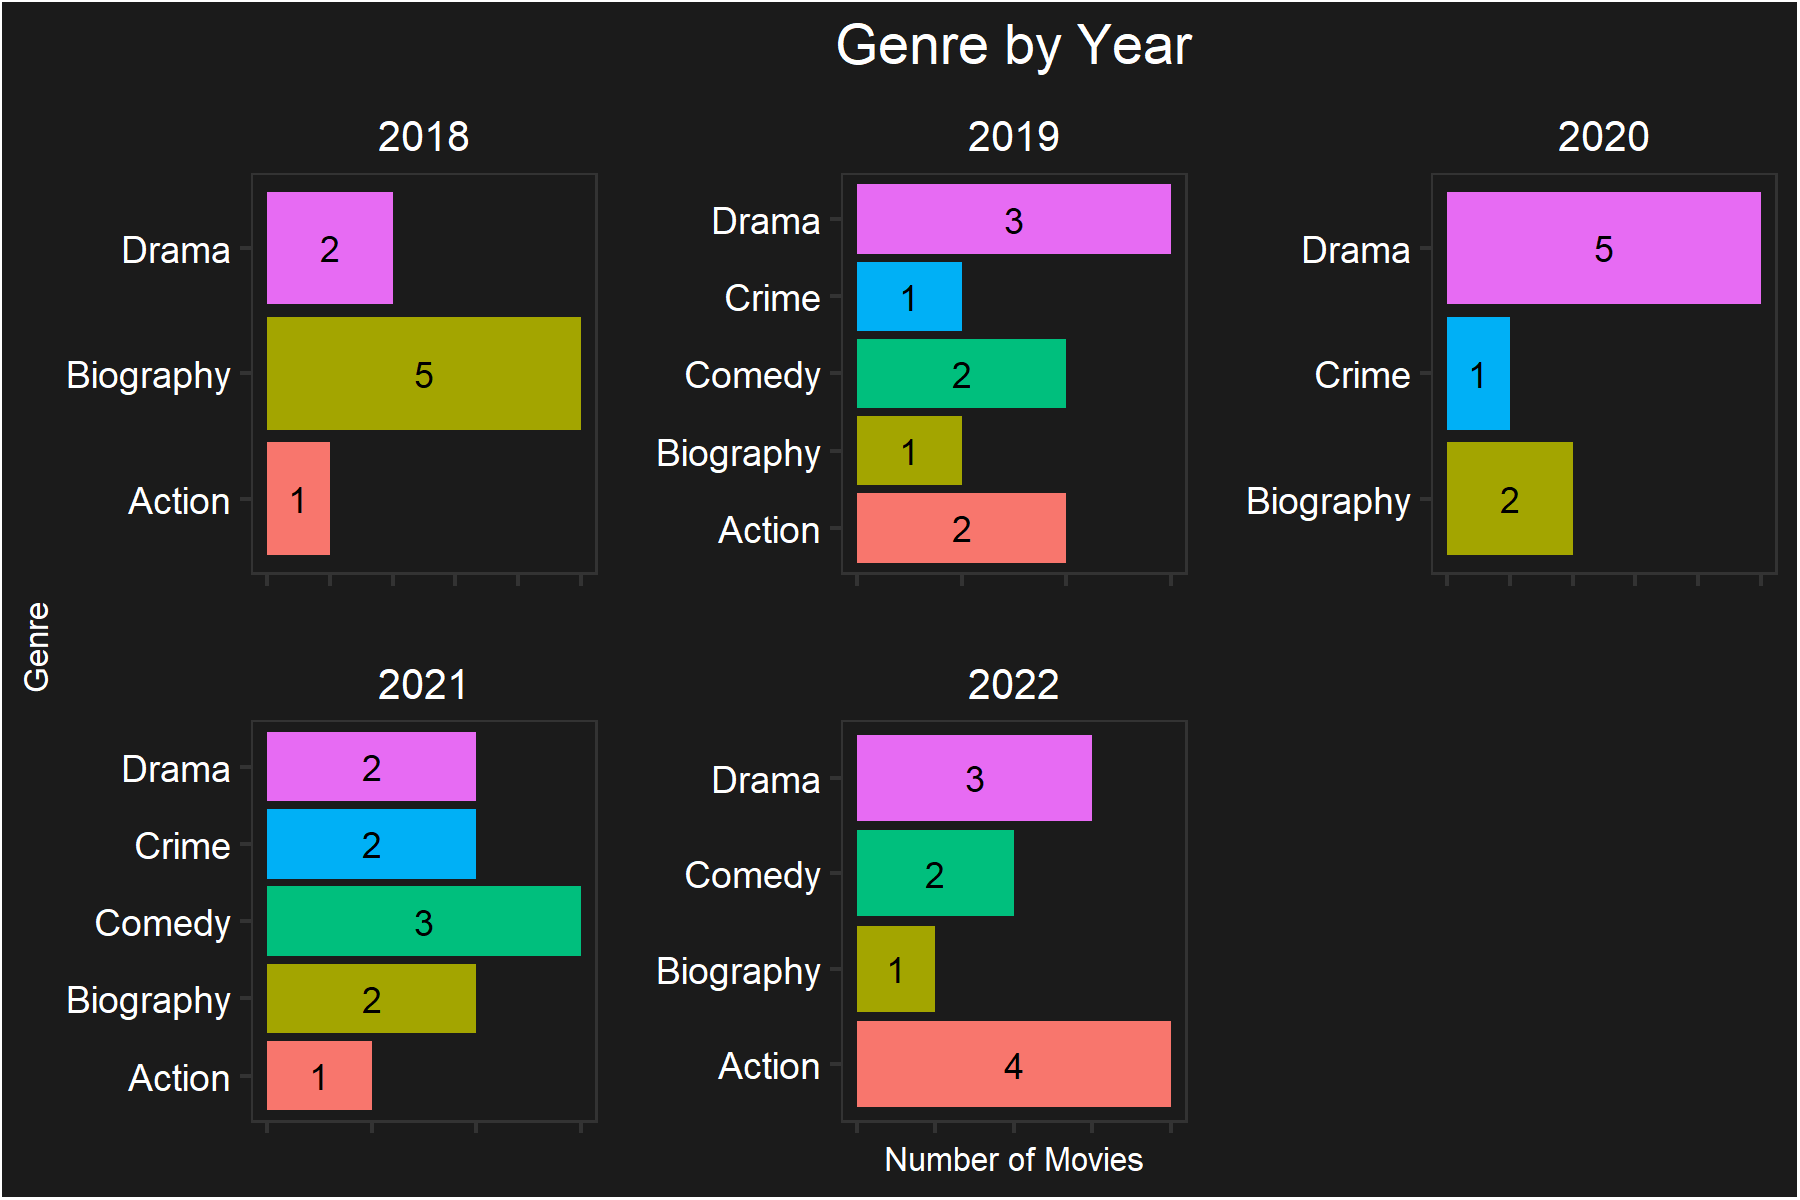 Genre by Year
2018
Drama 2
Biography 5
Action 1
2019
Drama 3
Crime 1
Comedy 2
Biography 1
Action 2
2020
Drama 5
Crime 1
Biography 2
Genre
2021
Drama 2
Crime 2
Comedy 3
Biography 2
Action 1
2022
Drama 3
Comedy 2
Biography 1
Action 4
Number of Movies